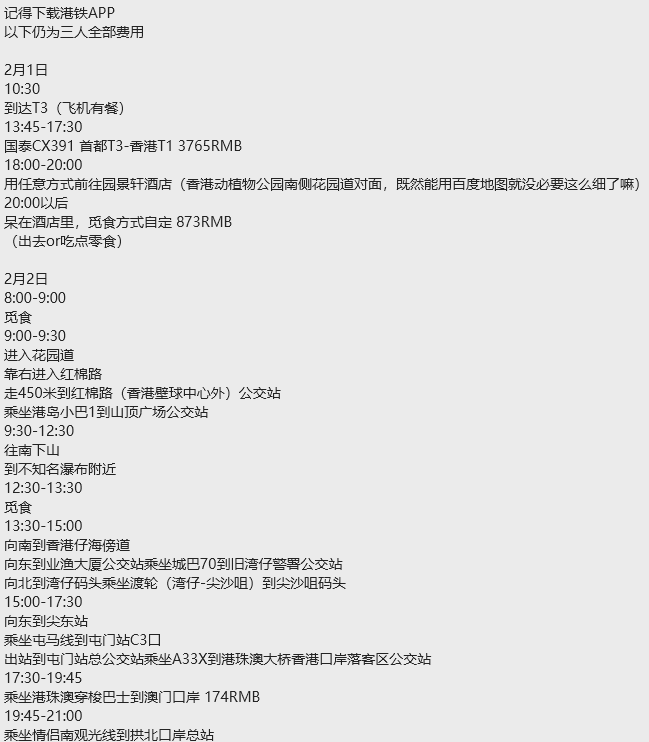 记得下载港铁APP
以下仍为三人全部费用
2月1日
10:30
到达T3（飞机有餐）
13:45-17:30
国泰CX391 首都T3-香港T1 3765RMB
18:00-20:00
用任意方式前往园景轩酒店（香港动植物公园南侧花园道对面，既然能用百度地图就没必要这么细了嘛）
20:00以后
呆在酒店里，觅食方式自定 873RMB
（出去or吃点零食）
2月2日
8:00-9:00
觅食
9:00-9:30
进入花园道
靠右进入红棉路
走450米到红棉路（香港壁球中心外）公交站
乘坐港岛小巴1到山顶广场公交站
9:30-12:30
往南下山
到不知名瀑布附近
12:30-13:30
觅食
13:30-15:00
向南到香港仔海傍道
向东到业渔大厦公交站乘坐城巴70到旧湾仔警署公交站
向北到湾仔码头乘坐渡轮（湾仔-尖沙咀）到尖沙咀码头
15:00-17:30
向东到尖东站
乘坐屯马线到屯门站C3口
出站到屯门站总公交站乘坐A33X到港珠澳大桥香港口岸落客区公交站
17:30-19:45
乘坐港珠澳穿梭巴士到澳门口岸 174RMB
19:45-21:00
乘坐情侣南观光线到拱北口岸总站